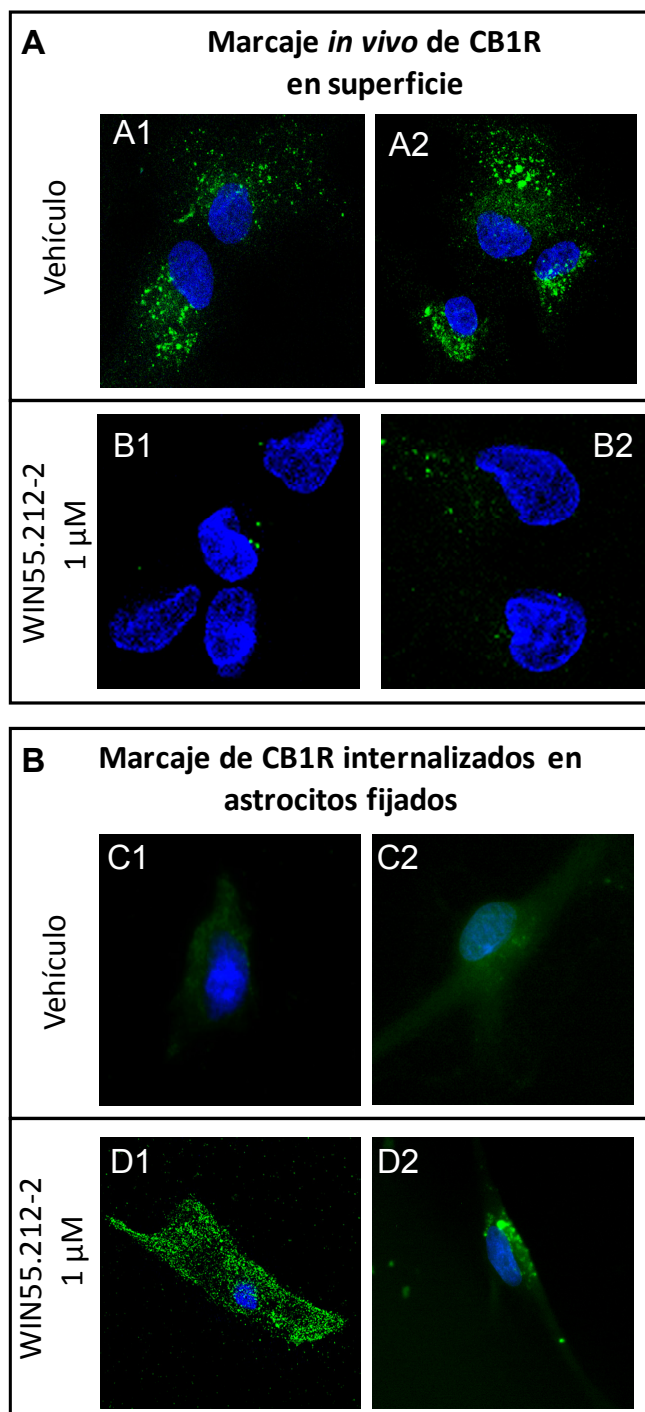 A
Marcaje in vivo de CB1R
en superficie
Vehículo
A1
A2
WIN55.212-2
1 µM
B1
B2
B
Marcaje de CB1R internalizados en
astrocitos fijados
Vehículo
C1
C2
WIN55.212-2
1 µM
D1
D2